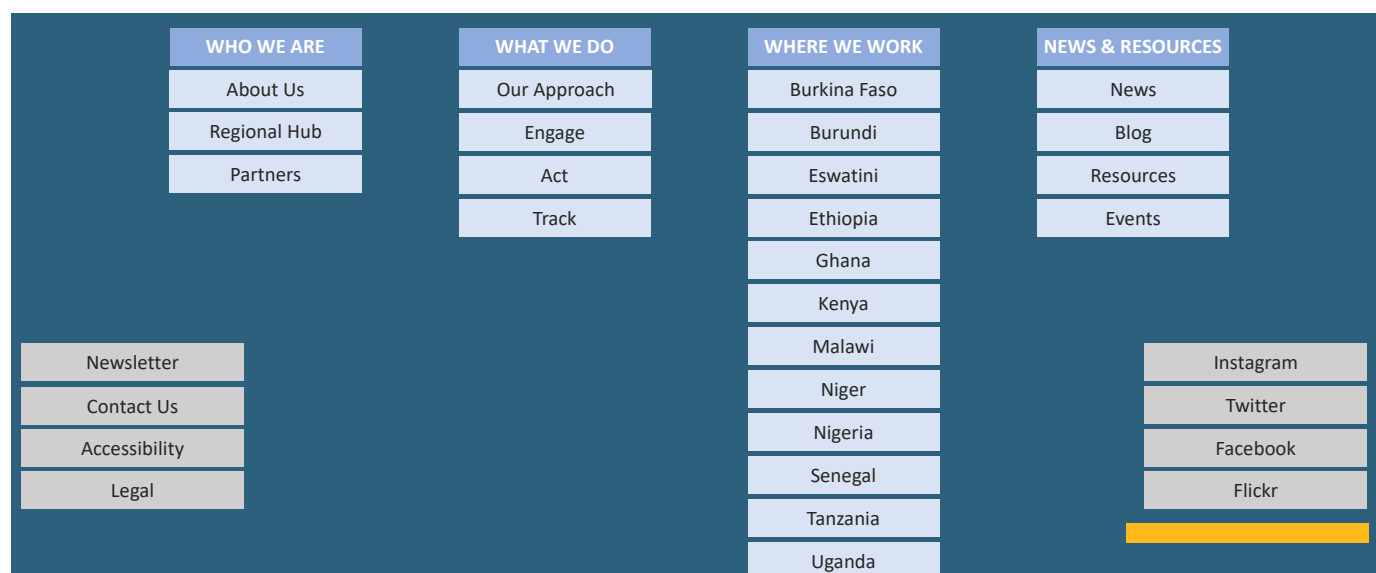 WHO WE ARE
About Us
Regional Hub
Partners
WHAT WE DO
Our Approach
Engage
Act
Track
WHERE WE WORK
Burkina Faso
Burundi
Eswatini
Ethiopia
Ghana
Kenya
Malawi
Niger
Nigeria
Senegal
Tanzania
Uganda
NEWS & RESOURCES
News
Blog
Resources
Events
Newsletter
Contact Us
Accessibility
Legal
Instagram
Twitter
Facebook
Flickr